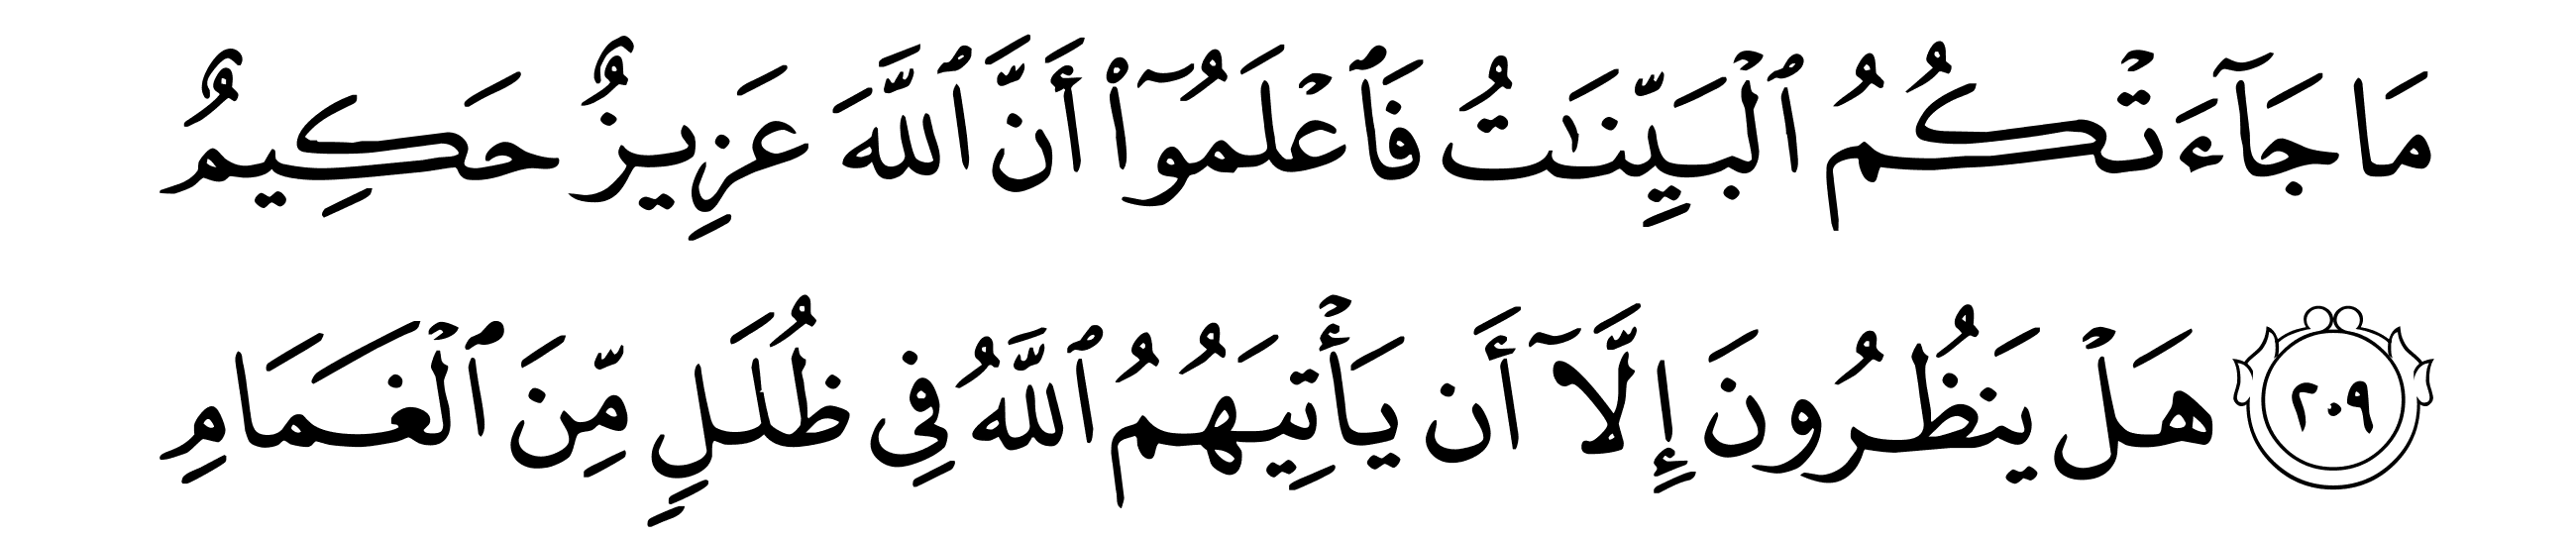 مَا جَآءَتْكُمُ ٱلْبَيِّنَـٰتُ فَٱعْلَمُوٓا۟ أَنَّ ٱللَّهَ عَزِيزٌ حَكِيمٌ
٢٠٩ هَلْ يَنظُرُونَ إِلَّآ أَن يَأْتِيَهُمُ ٱللَّهُ فِى ظُلَلٍ مِّنَ ٱلْغَمَامِ